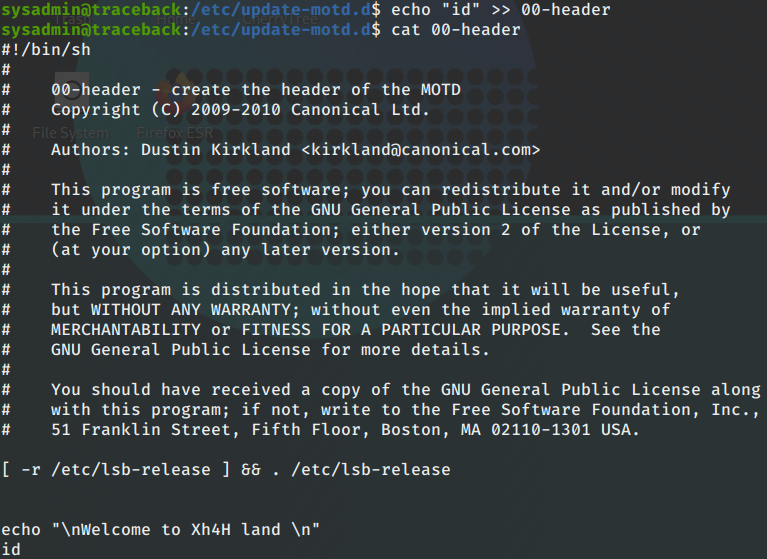 sysadmin@traceback:/etc/update-motd.d$ echo "id" >> 00-header
sysadmin@traceback:/etc/update-motd.d$ cat 00-header
#!/bin/sh
#
#    00-header - create the header of the MOTD
#    Copyright (C) 2009-2010 Canonical Ltd.
#
#    Authors: Dustin Kirkland <kirkland@canonical.com>
#
#    This program is free software; you can redistribute it and/or modify
#    it under the terms of the GNU General Public License as published by
#    the Free Software Foundation; either version 2 of the License, or
#    (at your option) any later version.
#
#    This program is distributed in the hope that it will be useful,
#    but WITHOUT ANY WARRANTY; without even the implied warranty of
#    MERCHANTABILITY or FITNESS FOR A PARTICULAR PURPOSE.  See the
#    GNU General Public License for more details.
#
#    You should have received a copy of the GNU General Public License along
#    with this program; if not, write to the Free Software Foundation, Inc.,
#    51 Franklin Street, Fifth Floor, Boston, MA 02110-1301 USA.

[ -r /etc/lsb-release ] && . /etc/lsb-release


echo "\nWelcome to Xh4H land \n"
id
Trash
Home
CherryTree
File System
Firefox ESR